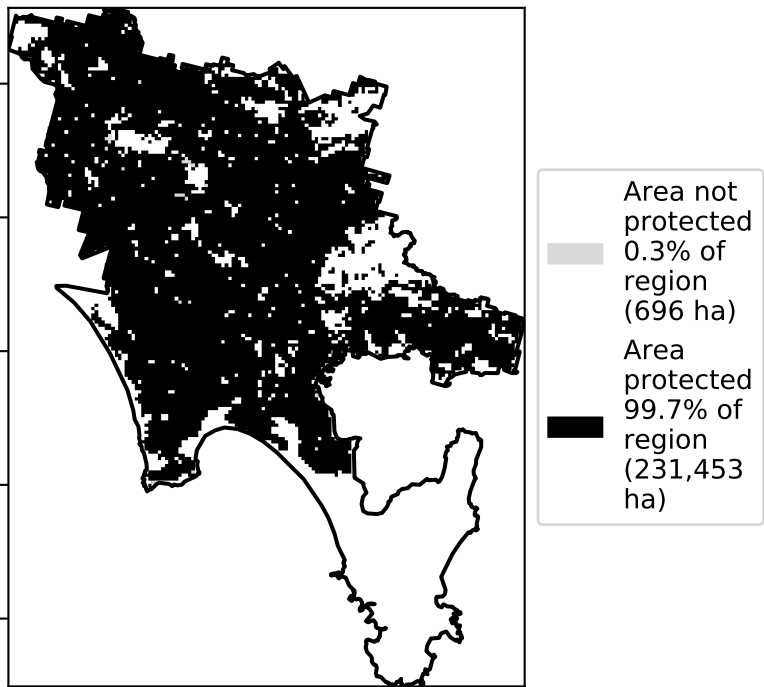 Area not
protected
0.3% of
region
(696 ha)
Area
protected
99.7% of
region
(231,453
ha)